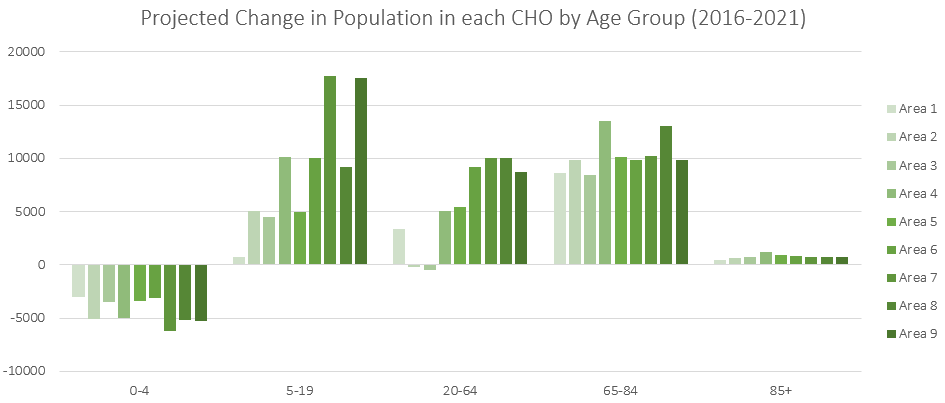 Projected Change in Population in each CHO by Age Group (2016-2021)
20000
15000
10000
5000
0
-5000
-10000
0-4 5-19 20-64 65-84 85+
Area 1
Area 2
Area 3
Area 4
Area 5
Area 6
Area 7
Area 8
Area 9